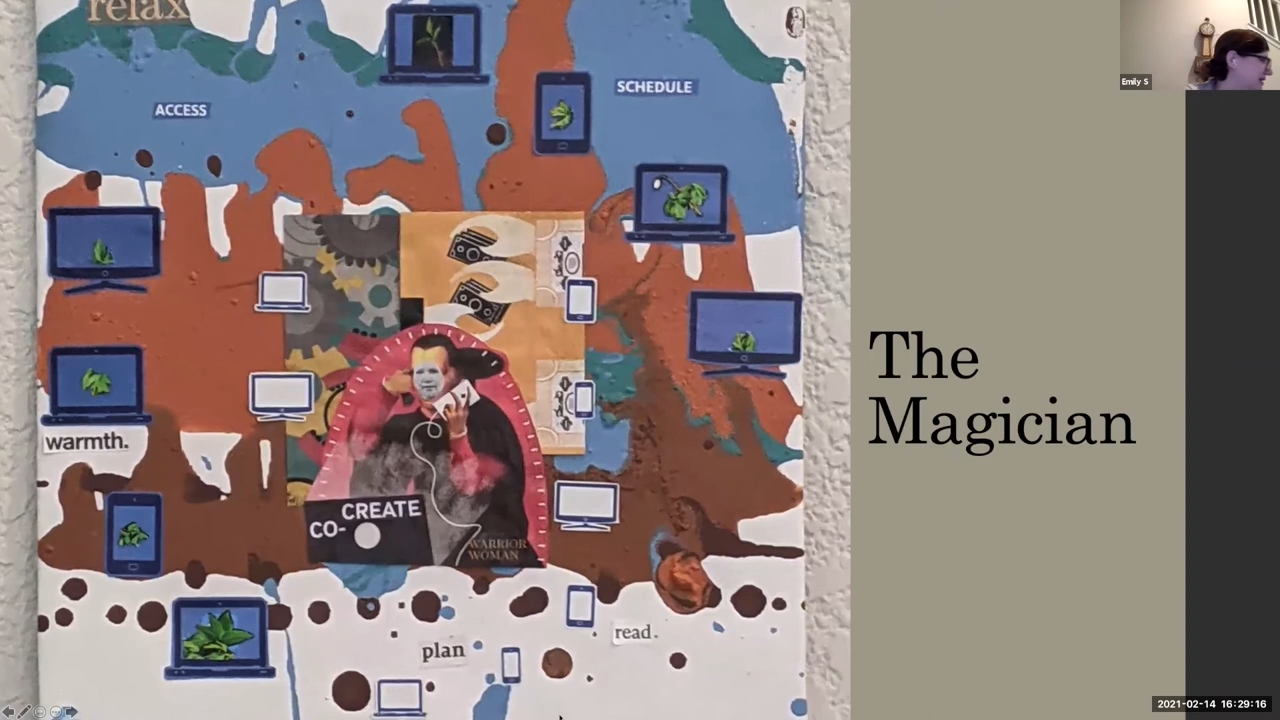 relax
ACCESS
SCHEDULE
warmth.
CREATE
CO-
WARRIOR
WOMAN
plan
read.
The
Magician
Emily S
2021-02-14 16:29:16